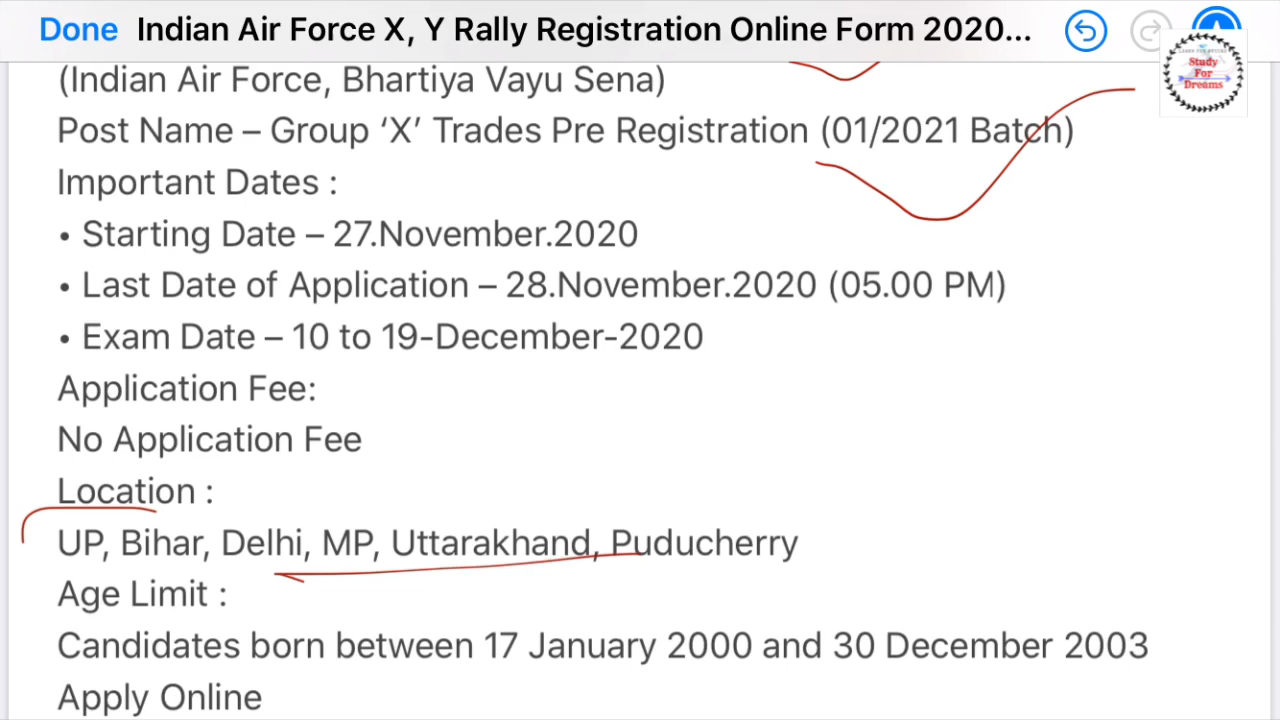 Done Indian Air Force X, Y Rally Registration Online Form 2020...
(Indian Air Force, Bhartiya Vayu Sena)
Study
For
Dreams
Post Name – Group ‘X’ Trades Pre Registration (01/2021 Batch)
Important Dates :
• Starting Date – 27.November.2020
• Last Date of Application – 28.November.2020 (05.00 PM)
• Exam Date – 10 to 19-December-2020
Application Fee:
No Application Fee
Location :
UP, Bihar, Delhi, MP, Uttarakhand, Puducherry
Age Limit :
Candidates born between 17 January 2000 and 30 December 2003
Apply Online